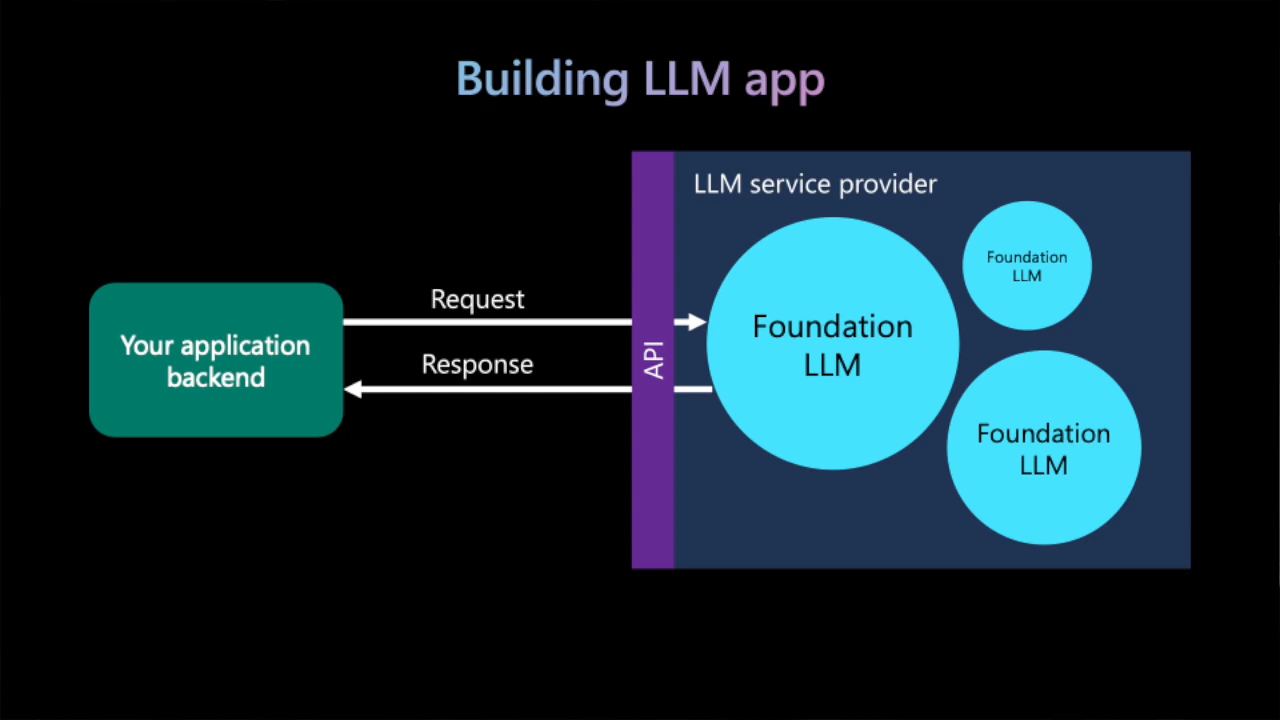 Building LLM app
LLM service provider
Foundation
LLM
Request
Your application
backend
Response
API
Foundation
LLM
Foundation
LLM